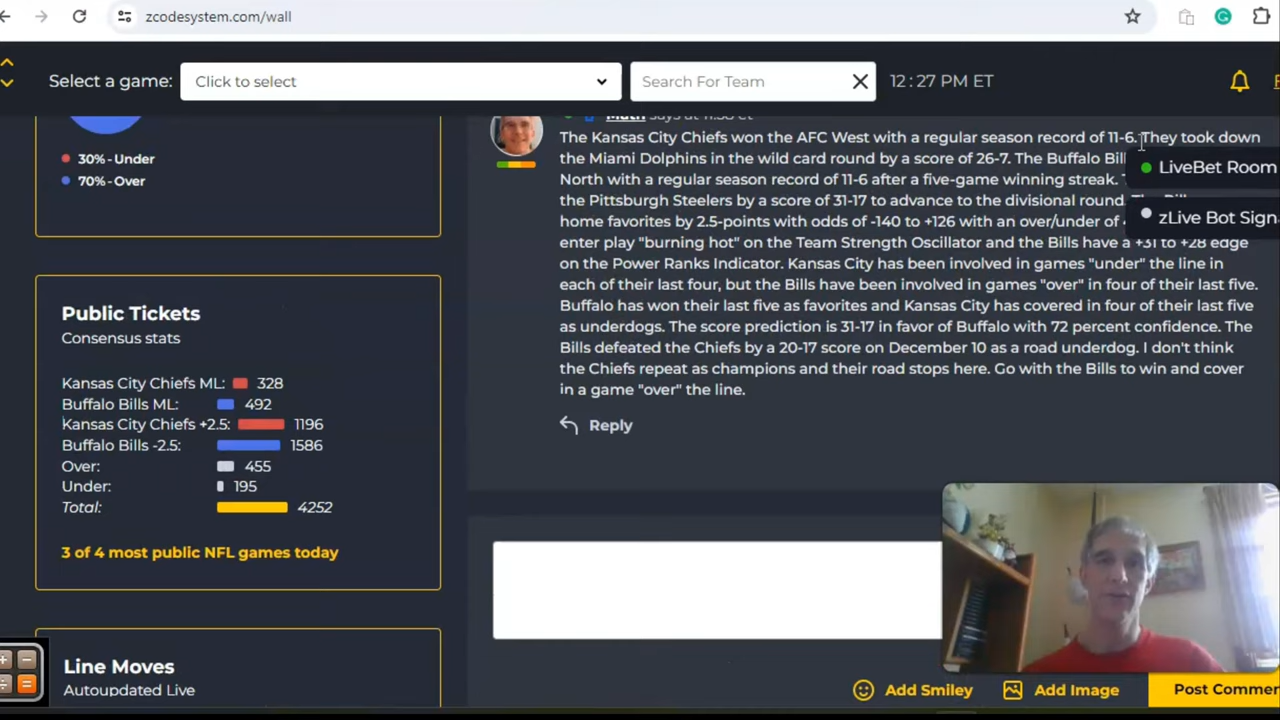 zcodesystem.com/wall
Select a game:
Click to select
Search For Team
12 : 27 PM ET
30% - Under
70% - Over
Public Tickets
Consensus stats
Kansas City Chiefs ML: 328
Buffalo Bills ML: 492
Kansas City Chiefs +2.5: 1196
Buffalo Bills -2.5: 1586
Over: 455
Under: 195
Total: 4252
3 of 4 most public NFL games today
Line Moves
Autoupdated Live
says at
The Kansas City Chiefs won the AFC West with a regular season record of 11-6. They took down
the Miami Dolphins in the wild card round by a score of 26-7. The Buffalo Bil
North with a regular season record of 11-6 after a five-game winning streak.
the Pittsburgh Steelers by a score of 31-17 to advance to the divisional round.
home favorites by 2.5-points with odds of -140 to +126 with an over/under of
enter play "burning hot" on the Team Strength Oscillator and the Bills have a +31 to +28 edge
on the Power Ranks Indicator. Kansas City has been involved in games "under" the line in
each of their last four, but the Bills have been involved in games "over" in four of their last five.
Buffalo has won their last five as favorites and Kansas City has covered in four of their last five
as underdogs. The score prediction is 31-17 in favor of Buffalo with 72 percent confidence. The
Bills defeated the Chiefs by a 20-17 score on December 10 as a road underdog. I don't think
the Chiefs repeat as champions and their road stops here. Go with the Bills to win and cover
in a game "over" the line.
Reply
LiveBet Room
zLive Bot Sign
Add Smiley
Add Image
Post Commer